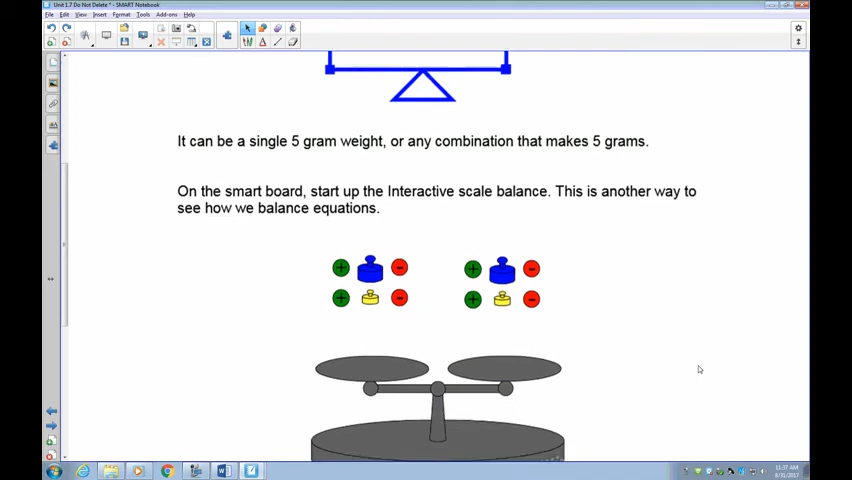 Unit 1.7 Do Not Delete * - SMART Notebook
File Edit View Insert Format Tools Add-ons Help
It can be a single 5 gram weight, or any combination that makes 5 grams.
On the smart board, start up the Interactive scale balance. This is another way to
see how we balance equations.
11:37 AM
8/31/2017